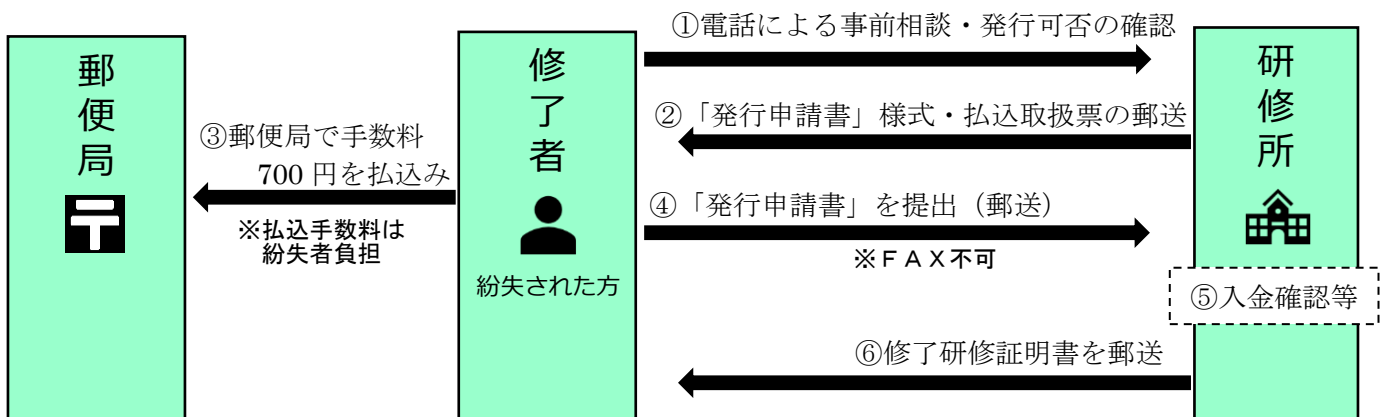 郵便局
修了者
紛失された方
研修所
①電話による事前相談・発行可否の確認
②「発行申請書」様式・払込取扱票の郵送
③郵便局で手数料
700 円を払込み
※払込手数料は
紛失者負担
④「発行申請書」を提出（郵送）
※ＦＡＸ不可
⑤入金確認等
⑥修了研修証明書を郵送